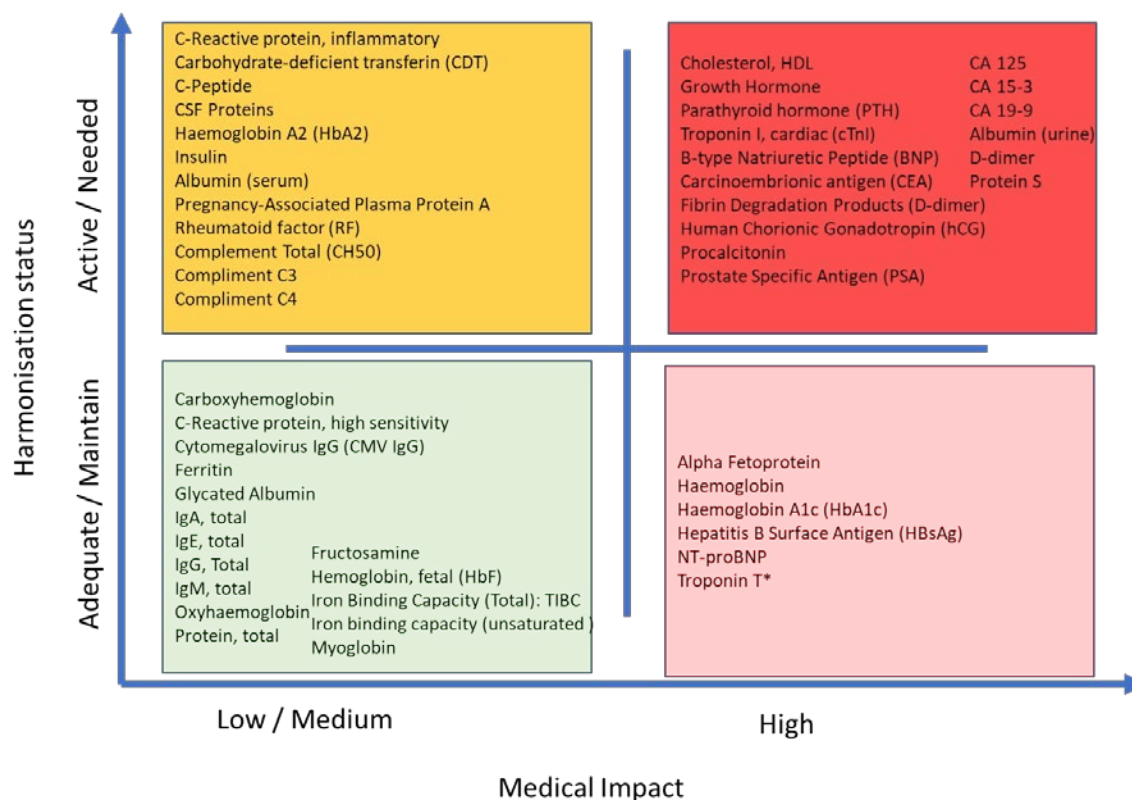 Harmonisation status
Active / Needed
Adequate / Maintain
C-Reactive protein, inflammatory
Carbohydrate-deficient transferin (CDT)
C-Peptide
CSF Proteins
Haemoglobin A2 (HbA2)
Insulin
Albumin (serum)
Pregnancy-Associated Plasma Protein A
Rheumatoid factor (RF)
Complement Total (CH50)
Compliment C3
Compliment C4
Cholesterol, HDL
Growth Hormone
Parathyroid hormone (PTH)
Troponin I, cardiac (cTnI)
B-type Natriuretic Peptide (BNP)
Carcinoembrionic antigen (CEA)
Fibrin Degradation Products (D-dimer)
Human Chorionic Gonadotropin (hCG)
Procalcitonin
Prostate Specific Antigen (PSA)
CA 125
CA 15-3
CA 19-9
Albumin (urine)
D-dimer
Protein S
Carboxyhemoglobin
C-Reactive protein, high sensitivity
Cytomegalovirus IgG (CMV IgG)
Ferritin
Glycated Albumin
IgA, total
IgE, total
IgG, Total
IgM, total
Oxyhaemoglobin
Protein, total
Fructosamine
Hemoglobin, fetal (HbF)
Iron Binding Capacity (Total): TIBC
Iron binding capacity (unsaturated )
Myoglobin
Alpha Fetoprotein
Haemoglobin
Haemoglobin A1c (HbA1c)
Hepatitis B Surface Antigen (HBsAg)
NT-proBNP
Troponin T*
Low / Medium
High
Medical Impact